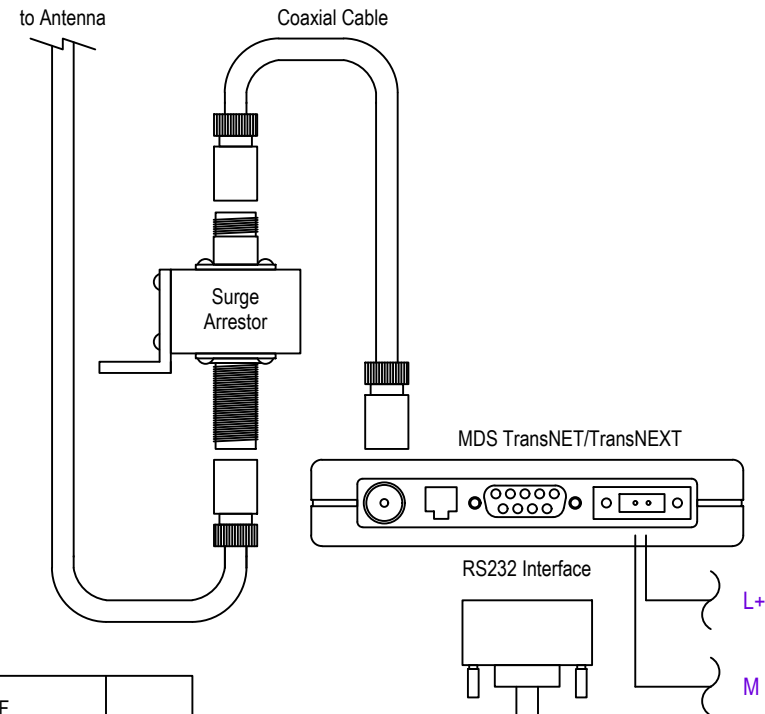 to Antenna
Coaxial Cable
Surge
Arrestor
MDS TransNET/TransNEXT
RS232 Interface
L+
M